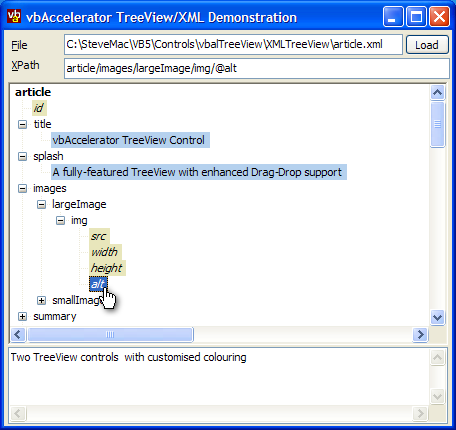 vbAccelerator TreeView/XML Demonstration
File C:\SteveMac\VB5\Controls\vbalTreeView\XMLTreeView\article.xml Load
XPath article/images/largeImage/img/@alt
article
id
title
vbAccelerator TreeView Control
splash
A fully-featured TreeView with enhanced Drag-Drop support
images
largeImage
img
src
width
height
alt
smallImage
summary
Two TreeView controls with customised colouring